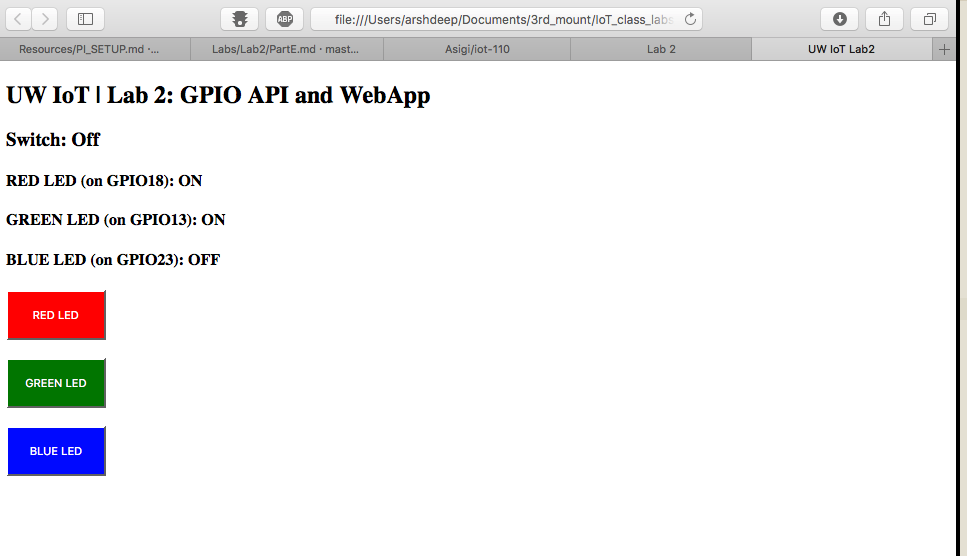 ABP
file:///Users/arshdeep/Documents/3rd_mount/IoT_class_labs
Resources/PI_SETUP.md ·...
Labs/Lab2/PartE.md · mast...
Asigi/iot-110
Lab 2
UW IoT Lab2
UW IoT | Lab 2: GPIO API and WebApp
Switch: Off
RED LED (on GPIO18): ON
GREEN LED (on GPIO13): ON
BLUE LED (on GPIO23): OFF
RED LED
GREEN LED
BLUE LED